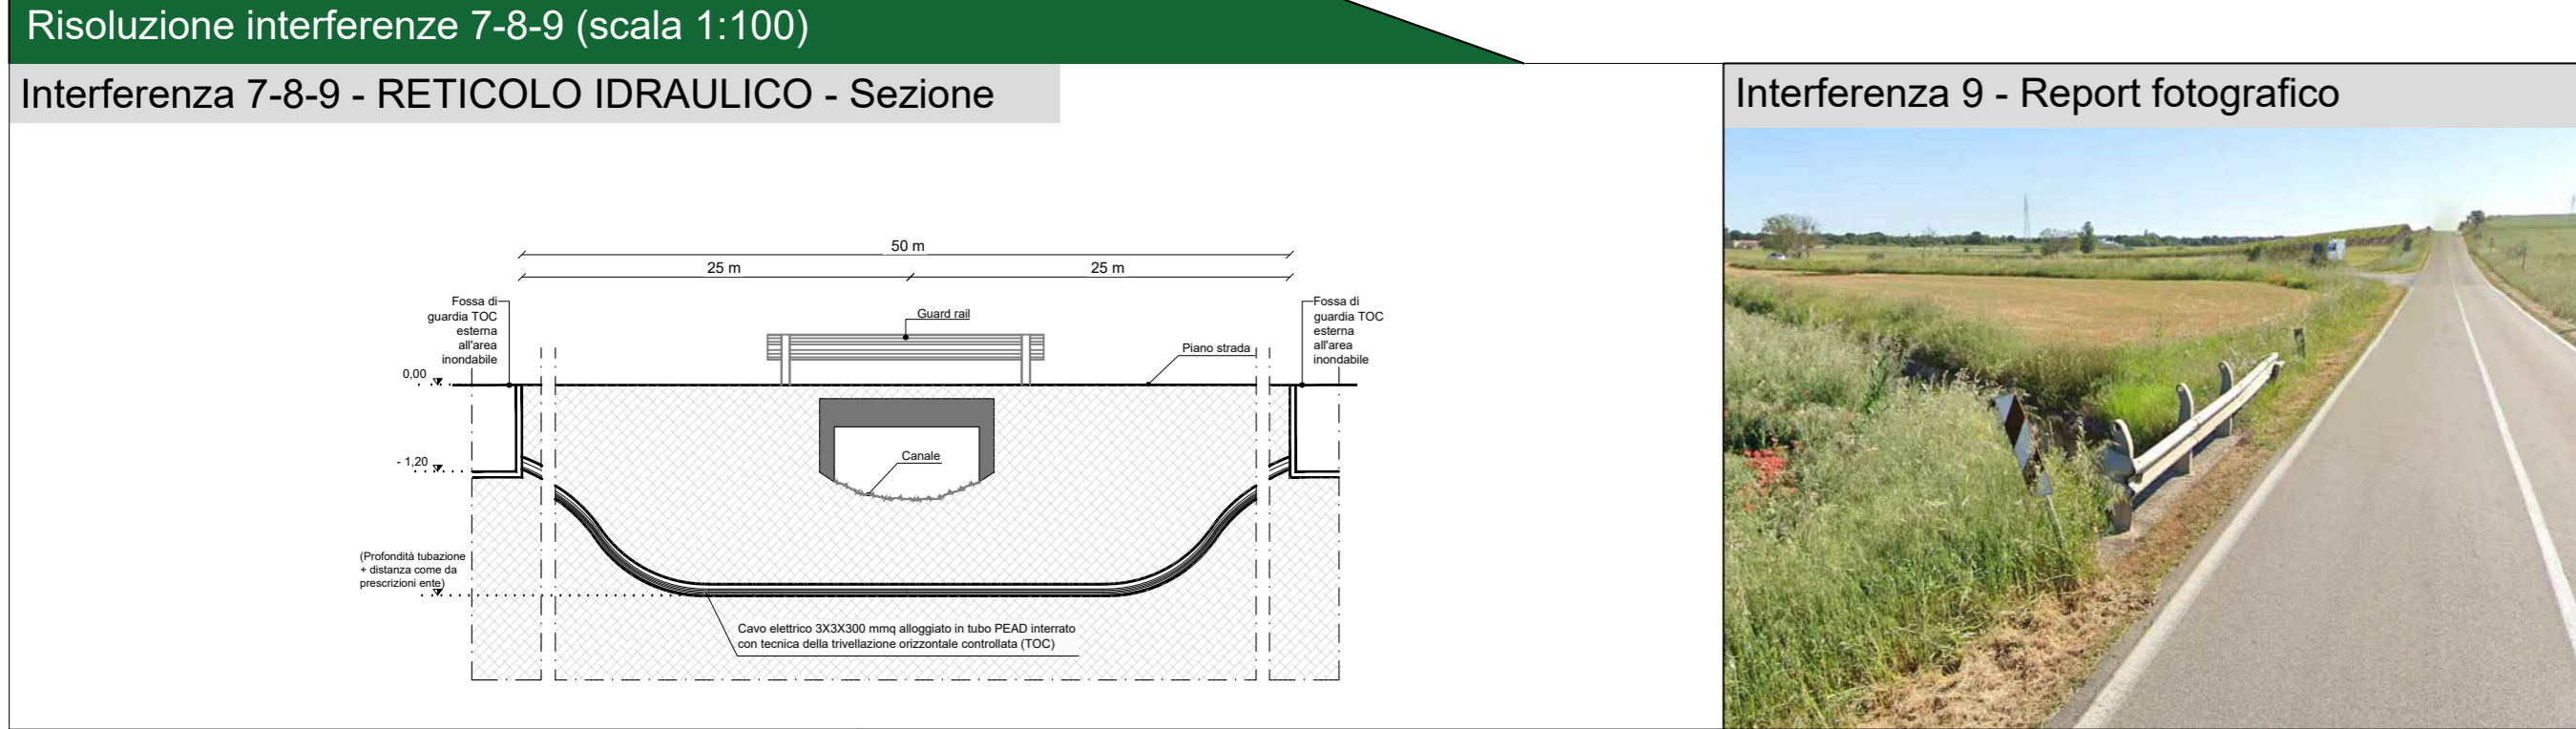 Risoluzione interferenze 7-8-9 (scala 1:100)
Interferenza 7-8-9 - RETICOLO IDRAULICO - Sezione
Interferenza 9 - Report fotografico
50 m
25 m
25 m
Fossa di
guardia TOC
esterna
all'area
inondabile
Guard rail
Piano strada
Fossa di
guardia TOC
esterna
all'area
inondabile
0,00
Canale
- 1,20
(Profondità tubazione
+ distanza come da
prescrizioni ente)
Cavo elettrico 3X3X300 mmq alloggiato in tubo PEAD interrato
con tecnica della trivellazione orizzontale controllata (TOC)